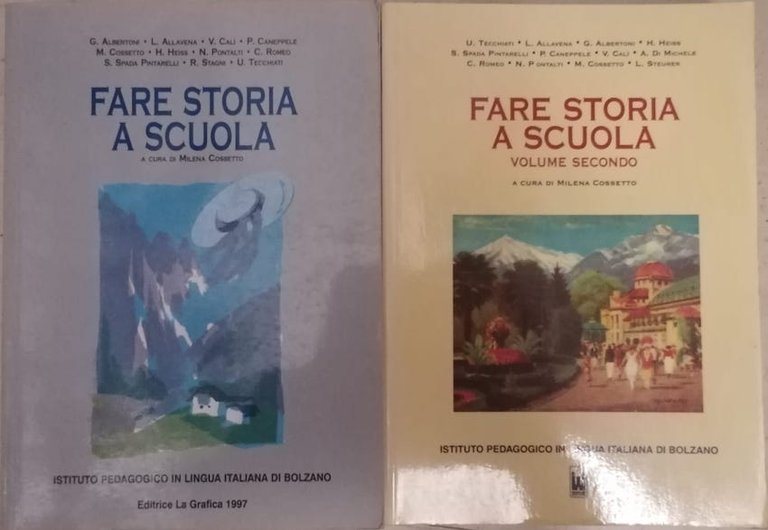 G. ALBERTONI • L. ALLAVENA • V. CALÌ • P. CANEPPELE
M. COSSETTO • H. HEISS • N. PONTALTI • C. ROMEO
S. SPADA PINTARELLI • R. STAGNI • U. TECCHIATI
FARE STORIA
A SCUOLA
A CURA DI MILENA COSSETTO
ISTITUTO PEDAGOGICO IN LINGUA ITALIANA DI BOLZANO
Editrice La Grafica 1997
U. TECCHIATI • L. ALLAVENA • G. ALBERTONI • H. HEISS
S. SPADA PINTARELLI • P. CANEPPELE • V. CALÌ • A. DI MICHELE
C. ROMEO • N. PONTALTI • M. COSSETTO • L. STEURER
FARE STORIA
A SCUOLA
VOLUME SECONDO
A CURA DI MILENA COSSETTO
ISTITUTO PEDAGOGICO IN LINGUA ITALIANA DI BOLZANO